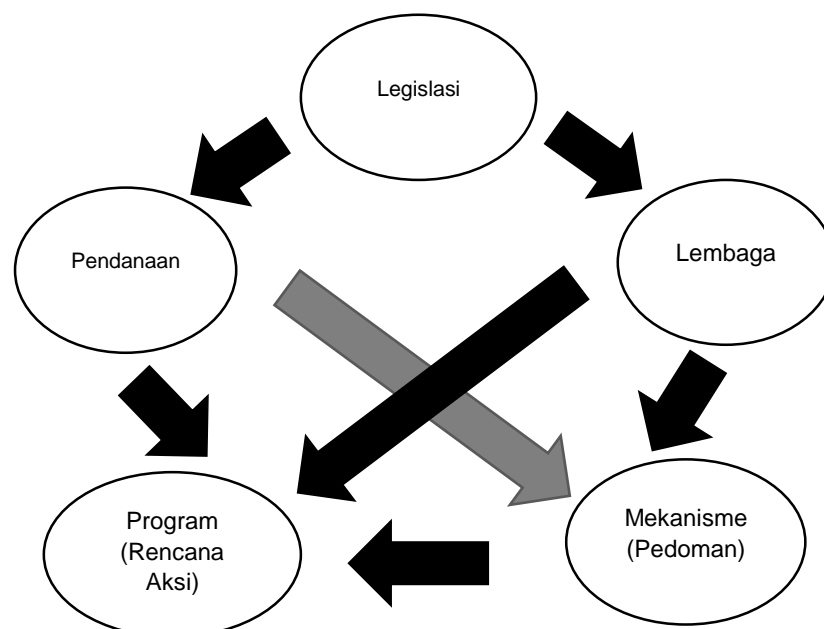 Legislasi
Pendanaan
Lembaga
Program
(Rencana
Aksi)
Mekanisme
(Pedoman)